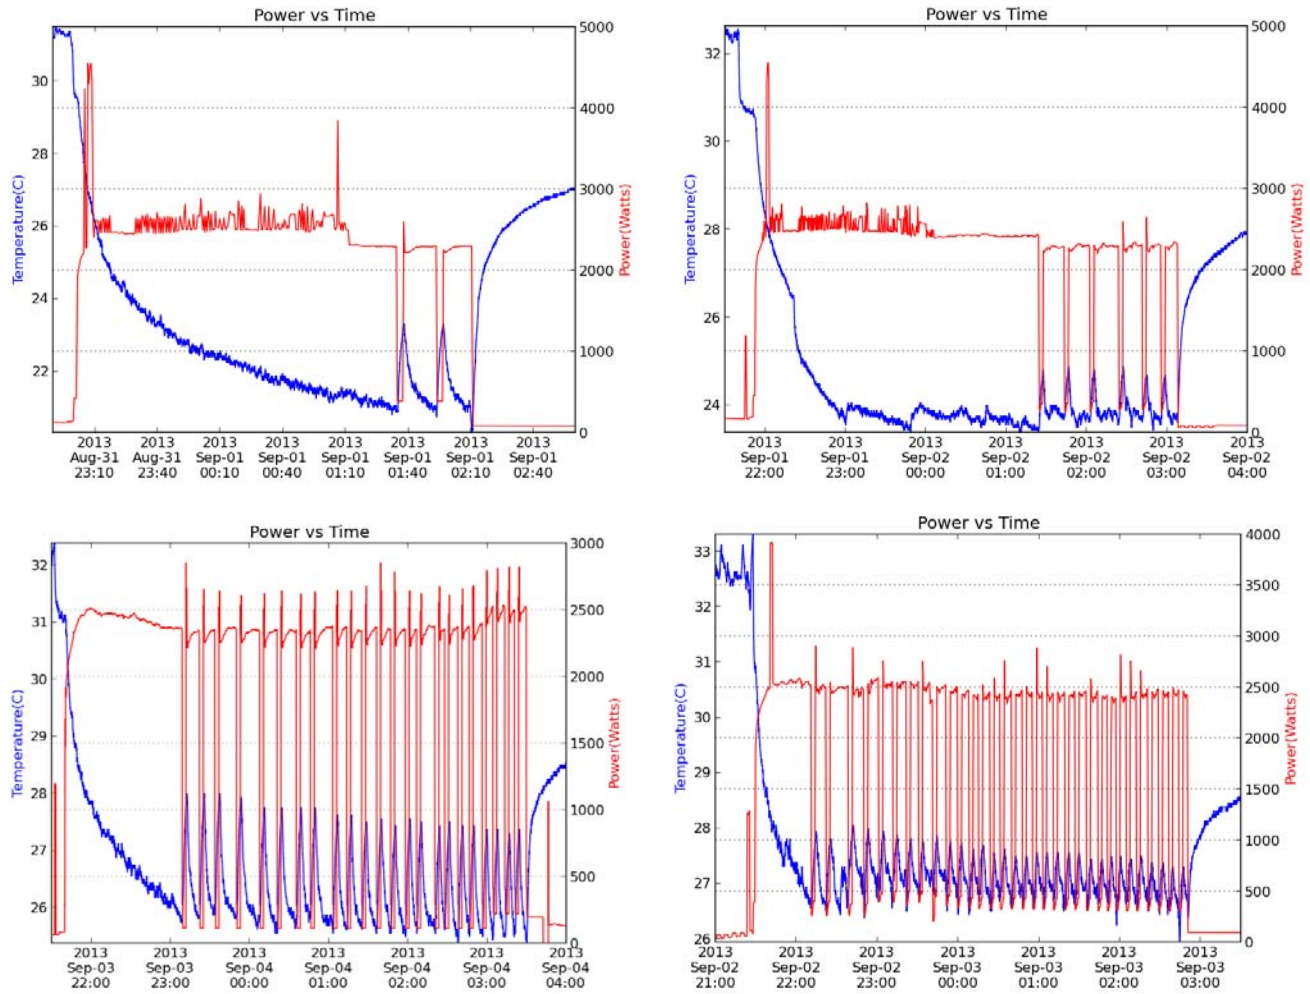 Power vs Time
Temperature(C)
30
28
26
24
22
5000
4000
3000
2000
1000
0
Power(Watts)
2013 2013 2013 2013 2013 2013 2013 2013
Aug-31 Aug-31 Sep-01 Sep-01 Sep-01 Sep-01 Sep-01 Sep-01
23:10 23:40 00:10 00:40 01:10 01:40 02:10 02:40
Power vs Time
Temperature(C)
32
30
28
26
24
5000
4000
3000
2000
1000
0
Power(Watts)
2013 2013 2013 2013 2013 2013 2013
Sep-01 Sep-01 Sep-02 Sep-02 Sep-02 Sep-02 Sep-02
22:00 23:00 00:00 01:00 02:00 03:00 04:00
Power vs Time
Temperature(C)
32
31
30
29
28
27
26
3000
2500
2000
1500
1000
500
0
Power(Watts)
2013 2013 2013 2013 2013 2013 2013
Sep-03 Sep-03 Sep-04 Sep-04 Sep-04 Sep-04 Sep-04
22:00 23:00 00:00 01:00 02:00 03:00 04:00
Power vs Time
Temperature(C)
33
32
31
30
29
28
27
26
4000
3500
3000
2500
2000
1500
1000
500
0
Power(Watts)
2013 2013 2013 2013 2013 2013 2013
Sep-02 Sep-02 Sep-02 Sep-03 Sep-03 Sep-03 Sep-03
21:00 22:00 23:00 00:00 01:00 02:00 03:00